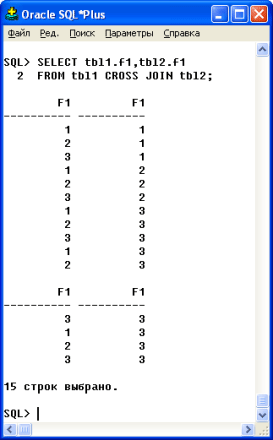 Oracle SQL*Plus
Файл Ред. Поиск Параметры Справка
SQL> SELECT tbl1.f1,tbl2.f1
2 FROM tbl1 CROSS JOIN tbl2;
F1 F1
---------- ----------
1 1
2 1
3 1
1 2
2 2
3 2
1 3
2 3
3 3
1 3
2 3
F1 F1
---------- ----------
3 3
1 3
2 3
3 3
15 строк выбрано.
SQL>